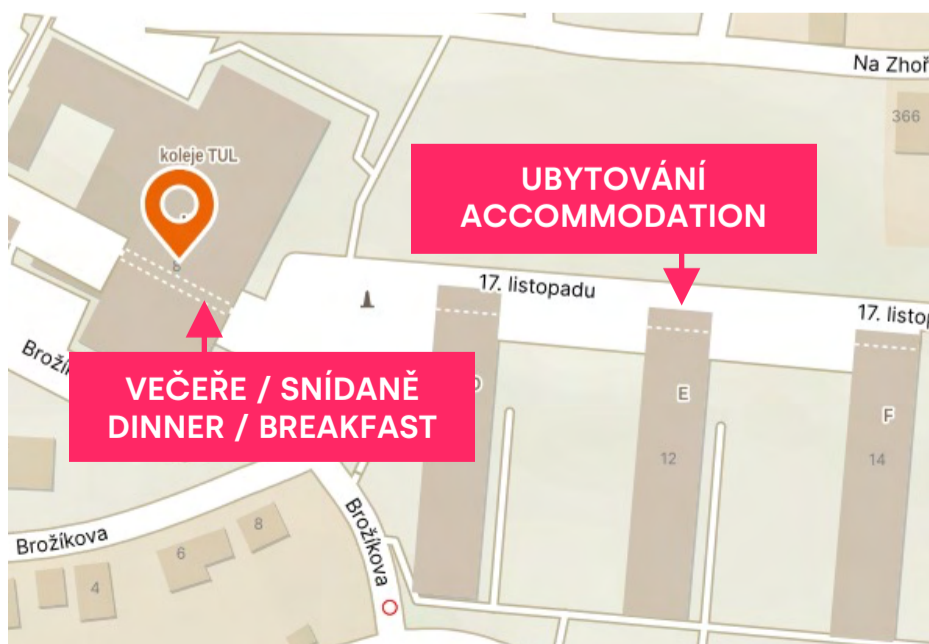 Na Zhoř
366
koleje TUL
UBYTOVÁNÍ
ACCOMMODATION
17. listopadu
17. listop
Broží
VEČEŘE / SNÍDANĚ
DINNER / BREAKFAST
E
F
12
14
Brožíkova
Brožíkova
8
6
4